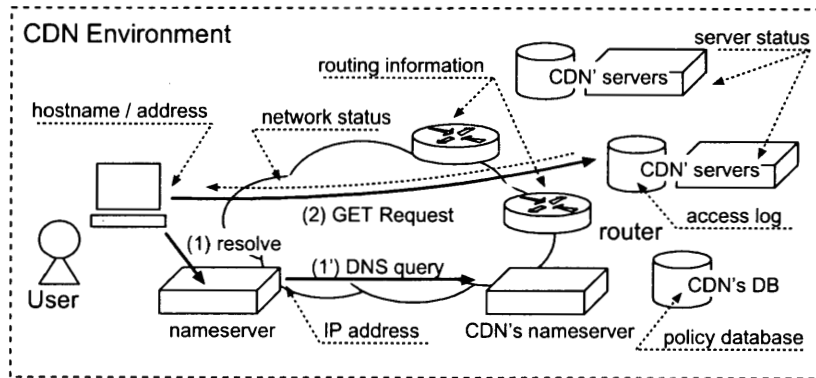 CDN Environment
server status
routing information
CDN' servers
hostname / address
network status
CDN' servers
(2) GET Request
access log
router
(1) resolve
(1') DNS query
CDN's DB
User
nameserver
IP address
CDN's nameserver
policy database